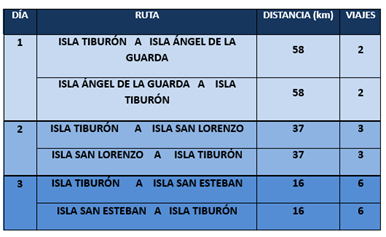 DÍA RUTA DISTANCIA (km) VIAJES
1 ISLA TIBURÓN A ISLA ÁNGEL DE LA GUARDA 58 2
ISLA ÁNGEL DE LA GUARDA A ISLA TIBURÓN 58 2
2 ISLA TIBURÓN A ISLA SAN LORENZO 37 3
ISLA SAN LORENZO A ISLA TIBURÓN 37 3
3 ISLA TIBURÓN A ISLA SAN ESTEBAN 16 6
ISLA SAN ESTEBAN A ISLA TIBURÓN 16 6